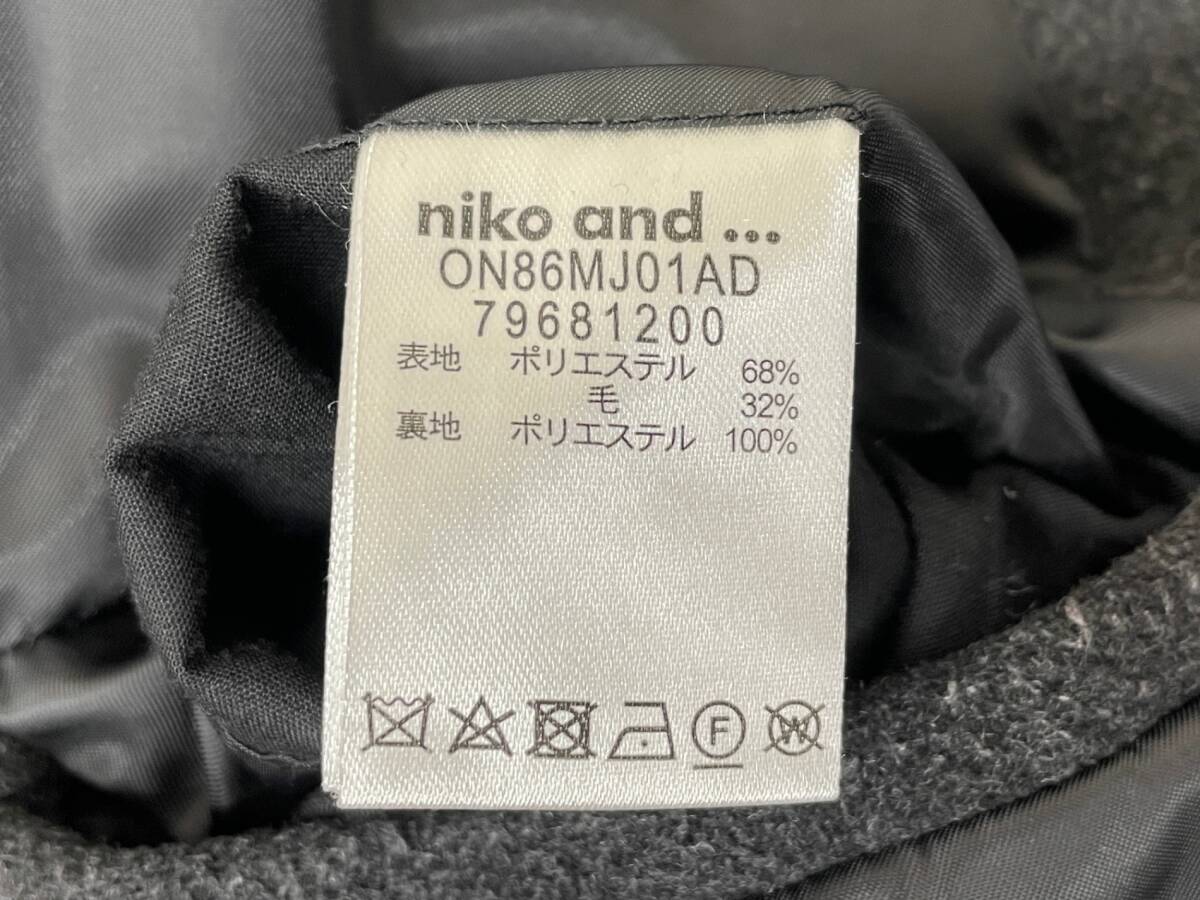 niko and ...
ON86MJ01AD
79681200
表地 ポリエステル 68%
毛 32%
裏地 ポリエステル 100%
F W